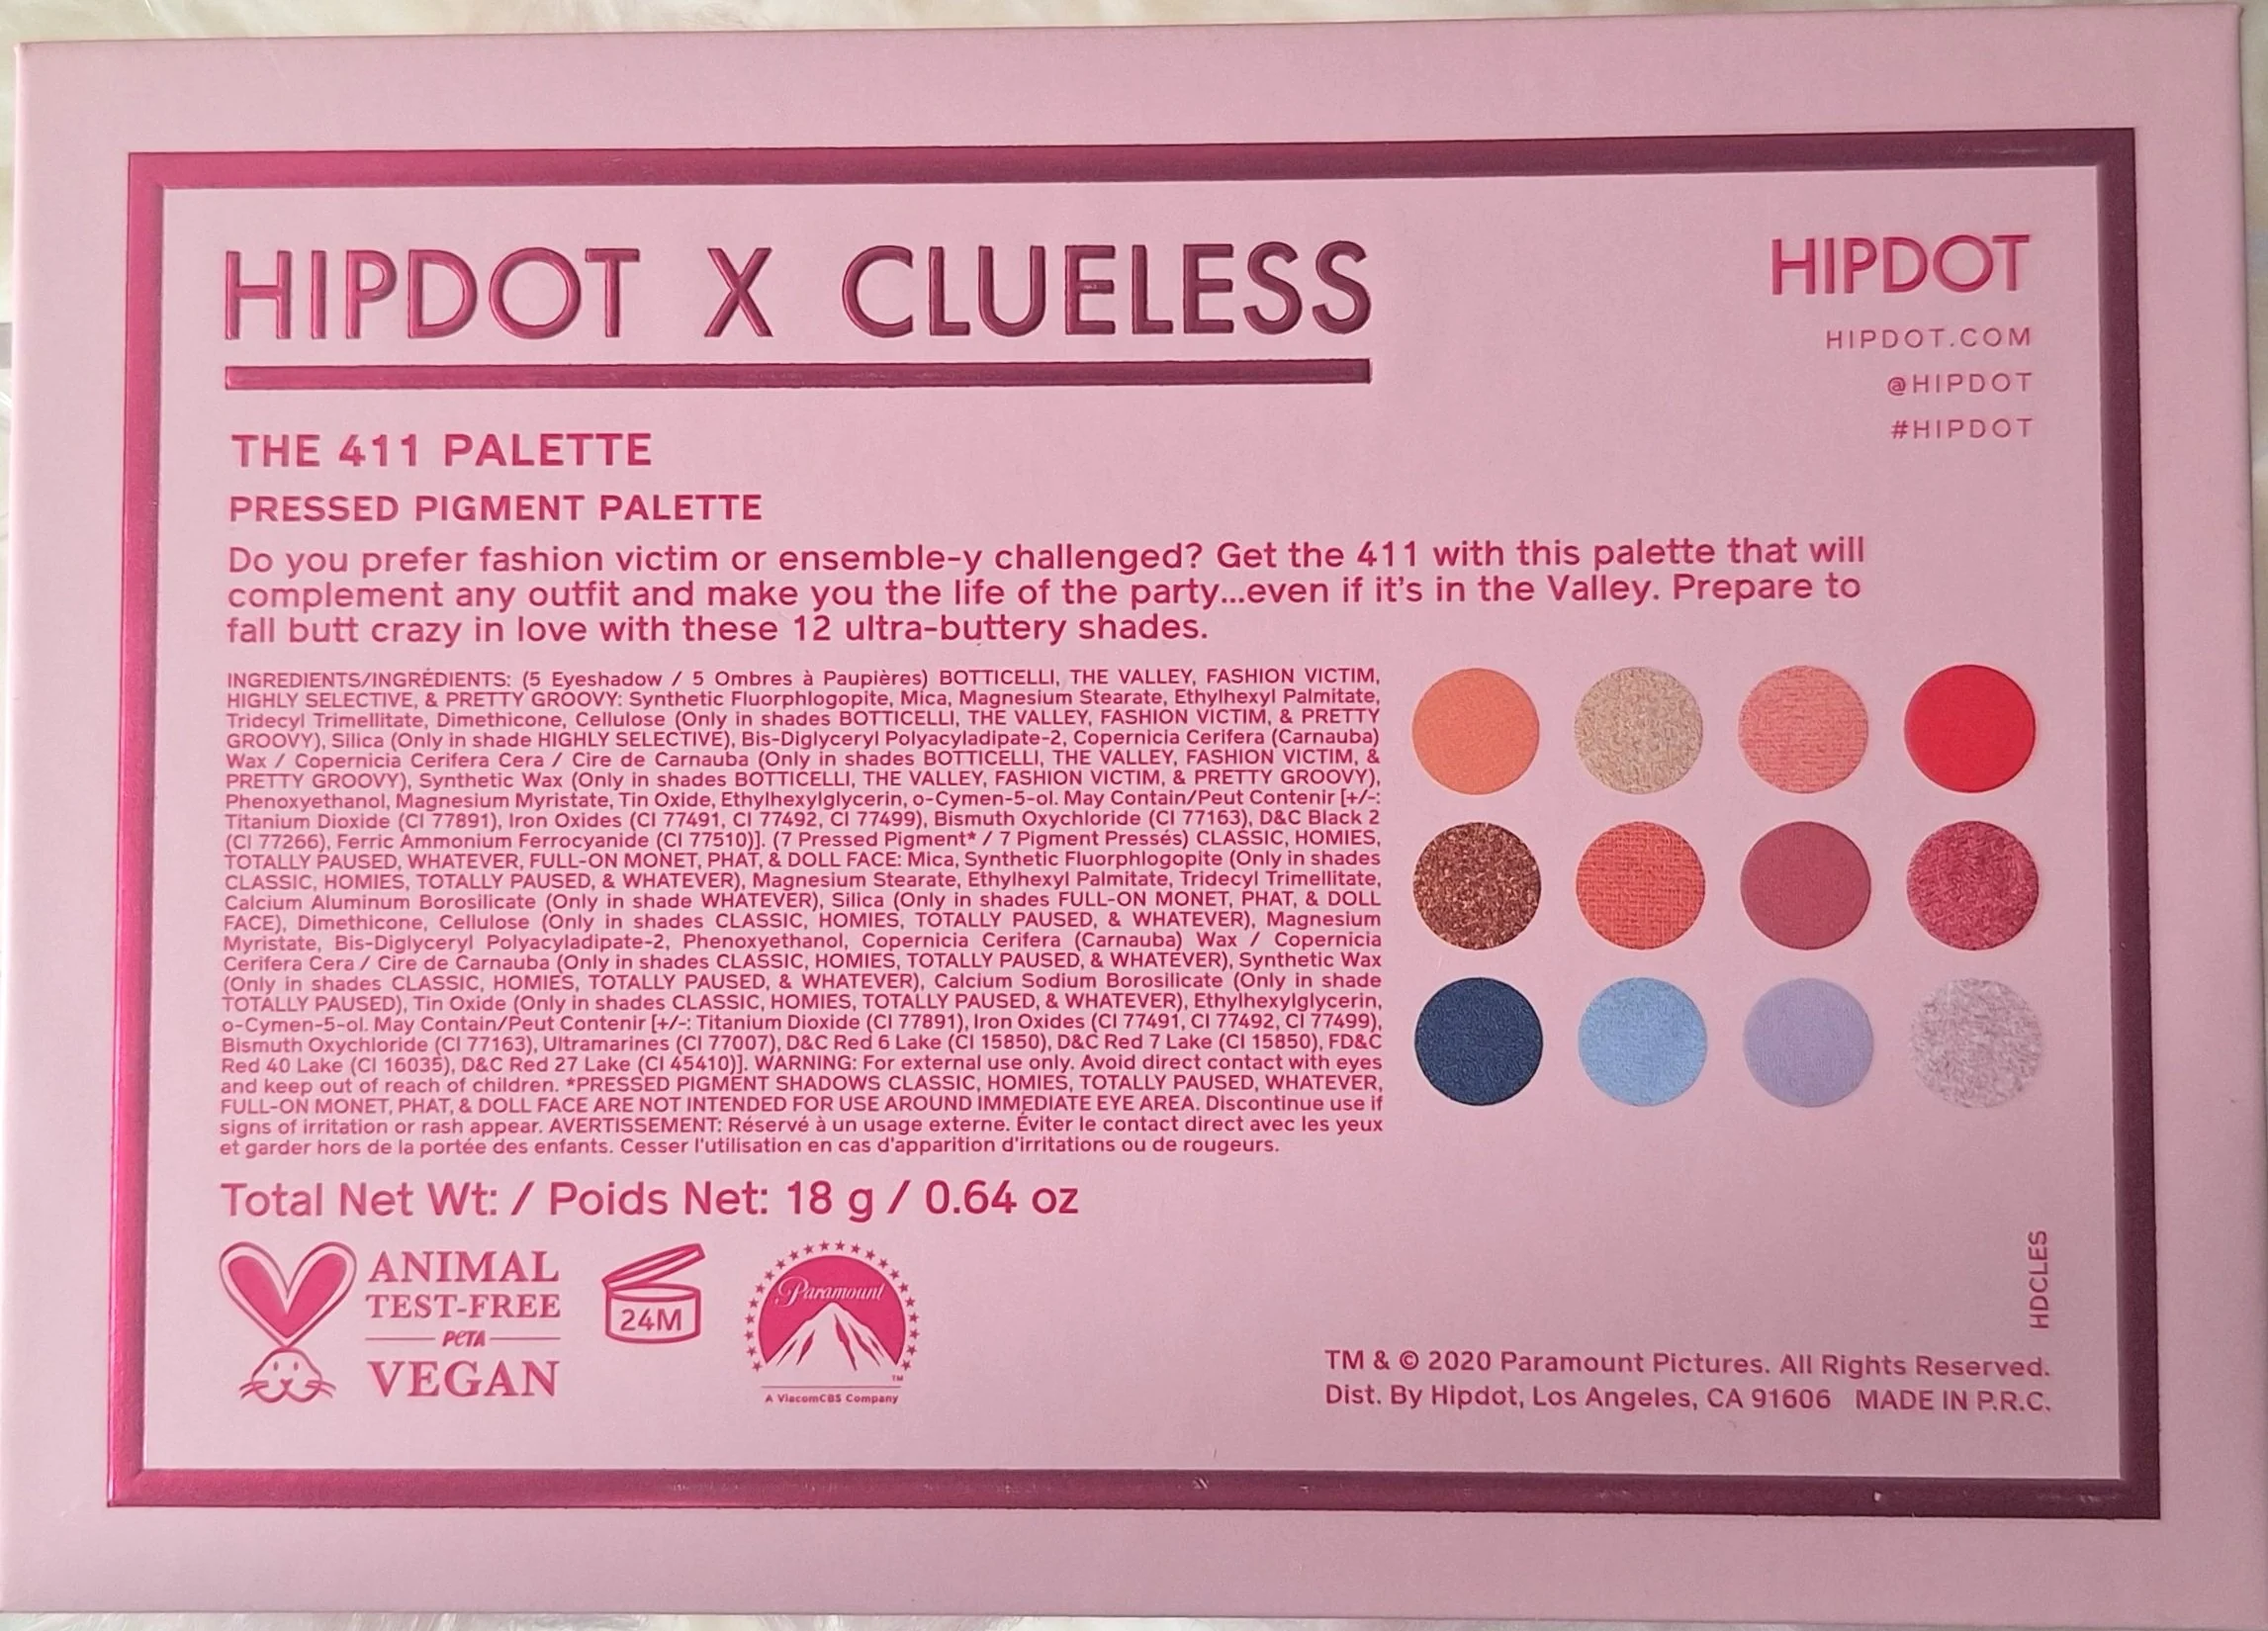 HIPDOT X CLUELESS
HIPDOT
HIPDOT.COM
@HIPDOT
#HIPDOT
THE 411 PALETTE
PRESSED PIGMENT PALETTE
Do you prefer fashion victim or ensemble-y challenged? Get the 411 with this palette that will
complement any outfit and make you the life of the party...even if it's in the Valley. Prepare to
fall butt crazy in love with these 12 ultra-buttery shades.
INGREDIENTS/INGRÉDIENTS: (5 Eyeshadow / 5 Ombres à Paupières) BOTTICELLI, THE VALLEY, FASHION VICTIM,
HIGHLY SELECTIVE, & PRETTY GROOVY: Synthetic Fluorphlogopite, Mica, Magnesium Stearate, Ethylhexyl Palmitate,
Tridecyl Trimellitate, Dimethicone, Cellulose (Only in shades BOTTICELLI, THE VALLEY, FASHION VICTIM, & PRETTY
GROOVY), Silica (Only in shade HIGHLY SELECTIVE), Bis-Diglyceryl Polyacyladipate-2, Copernicia Cerifera (Carnauba)
Wax / Copernicia Cerifera Cera / Cire de Carnauba (Only in shades BOTTICELLI, THE VALLEY, FASHION VICTIM, &
PRETTY GROOVY), Synthetic Wax (Only in shades BOTTICELLI, THE VALLEY, FASHION VICTIM, & PRETTY GROOVY),
Phenoxyethanol, Magnesium Myristate, Tin Oxide, Ethylhexylglycerin, o-Cymen-5-ol. May Contain/Peut Contenir [+/-:
Titanium Dioxide (CI 77891), Iron Oxides (CI 77491, CI 77492, CI 77499), Bismuth Oxychloride (CI 77163), D&C Black 2
(CI 77266), Ferric Ammonium Ferrocyanide (CI 77510)]. (7 Pressed Pigment* / 7 Pigment Pressés) CLASSIC, HOMIES,
TOTALLY PAUSED, WHATEVER, FULL-ON MONET, PHAT, & DOLL FACE: Mica, Synthetic Fluorphlogopite (Only in shades
CLASSIC, HOMIES, TOTALLY PAUSED, & WHATEVER), Magnesium Stearate, Ethylhexyl Palmitate, Tridecyl Trimellitate,
Calcium Aluminum Borosilicate (Only in shade WHATEVER), Silica (Only in shades FULL-ON MONET, PHAT, & DOLL
FACE), Dimethicone, Cellulose (Only in shades CLASSIC, HOMIES, TOTALLY PAUSED, & WHATEVER), Magnesium
Myristate, Bis-Diglyceryl Polyacyladipate-2, Phenoxyethanol, Copernicia Cerifera (Carnauba) Wax / Copernicia
Cerifera Cera / Cire de Carnauba (Only in shades CLASSIC, HOMIES, TOTALLY PAUSED, & WHATEVER), Synthetic Wax
(Only in shades CLASSIC, HOMIES, TOTALLY PAUSED, & WHATEVER), Calcium Sodium Borosilicate (Only in shade
TOTALLY PAUSED), Tin Oxide (Only in shades CLASSIC, HOMIES, TOTALLY PAUSED, & WHATEVER), Ethylhexylglycerin,
o-Cymen-5-ol. May Contain/Peut Contenir [+/-: Titanium Dioxide (CI 77891), Iron Oxides (CI 77491, CI 77492, CI 77499),
Bismuth Oxychloride (CI 77163), Ultramarines (CI 77007), D&C Red 6 Lake (CI 15850), D&C Red 7 Lake (CI 15850), FD&C
Red 40 Lake (CI 16035), D&C Red 27 Lake (CI 45410)]. WARNING: For external use only. Avoid direct contact with eyes
and keep out of reach of children. *PRESSED PIGMENT SHADOWS CLASSIC, HOMIES, TOTALLY PAUSED, WHATEVER,
FULL-ON MONET, PHAT, & DOLL FACE ARE NOT INTENDED FOR USE AROUND IMMEDIATE EYE AREA. Discontinue use if
signs of irritation or rash appear. AVERTISSEMENT: Réservé à un usage externe. Éviter le contact direct avec les yeux
et garder hors de la portée des enfants. Cesser l'utilisation en cas d'apparition d'irritations ou de rougeurs.
Total Net Wt: / Poids Net: 18 g / 0.64 oz
ANIMAL
TEST-FREE
PETA
VEGAN
24M
Paramount
TM
A ViacomCBS Company
HDCLES
TM & © 2020 Paramount Pictures. All Rights Reserved.
Dist. By Hipdot, Los Angeles, CA 91606 MADE IN P.R.C.